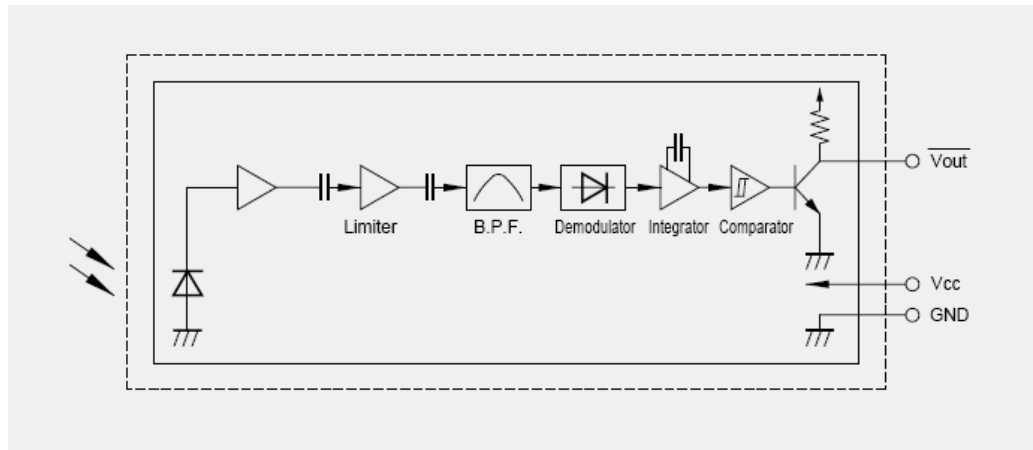 Vout
Limiter
B.P.F.
Demodulator
Integrator
Comparator
Vcc
GND